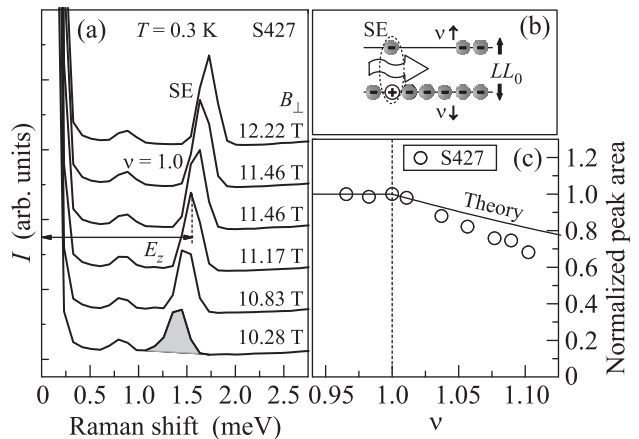 (a) T = 0.3 K S427
SE B⊥
12.22 T
ν = 1.0
11.46 T
11.46 T
E_z 11.17 T
10.83 T
10.28 T
I (arb. units)
0 0.5 1.0 1.5 2.0 2.5
Raman shift (meV)
SE ν↑ (b)
LL₀
ν↓
S427 (c)
Theory
1.2
1.0
0.8
0.6
0.4
0.2
0
Normalized peak area
0.95 1.0 1.05 1.10
ν